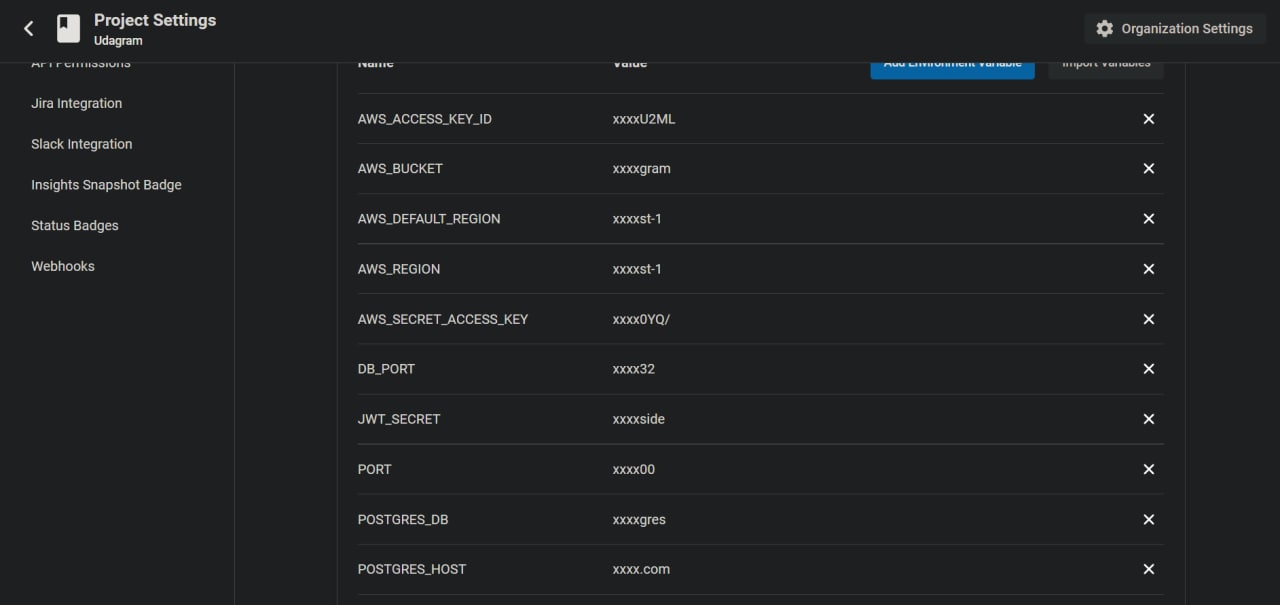 Project Settings
Udagram
Organization Settings
API Permissions
Name Value Add Environment Variable Import Variables
Jira Integration
AWS_ACCESS_KEY_ID xxxxU2ML
Slack Integration
AWS_BUCKET xxxxgram
Insights Snapshot Badge
AWS_DEFAULT_REGION xxxxst-1
Status Badges
AWS_REGION xxxxst-1
Webhooks
AWS_SECRET_ACCESS_KEY xxxx0YQ/
DB_PORT xxxx32
JWT_SECRET xxxxside
PORT xxxx00
POSTGRES_DB xxxxgres
POSTGRES_HOST xxxx.com